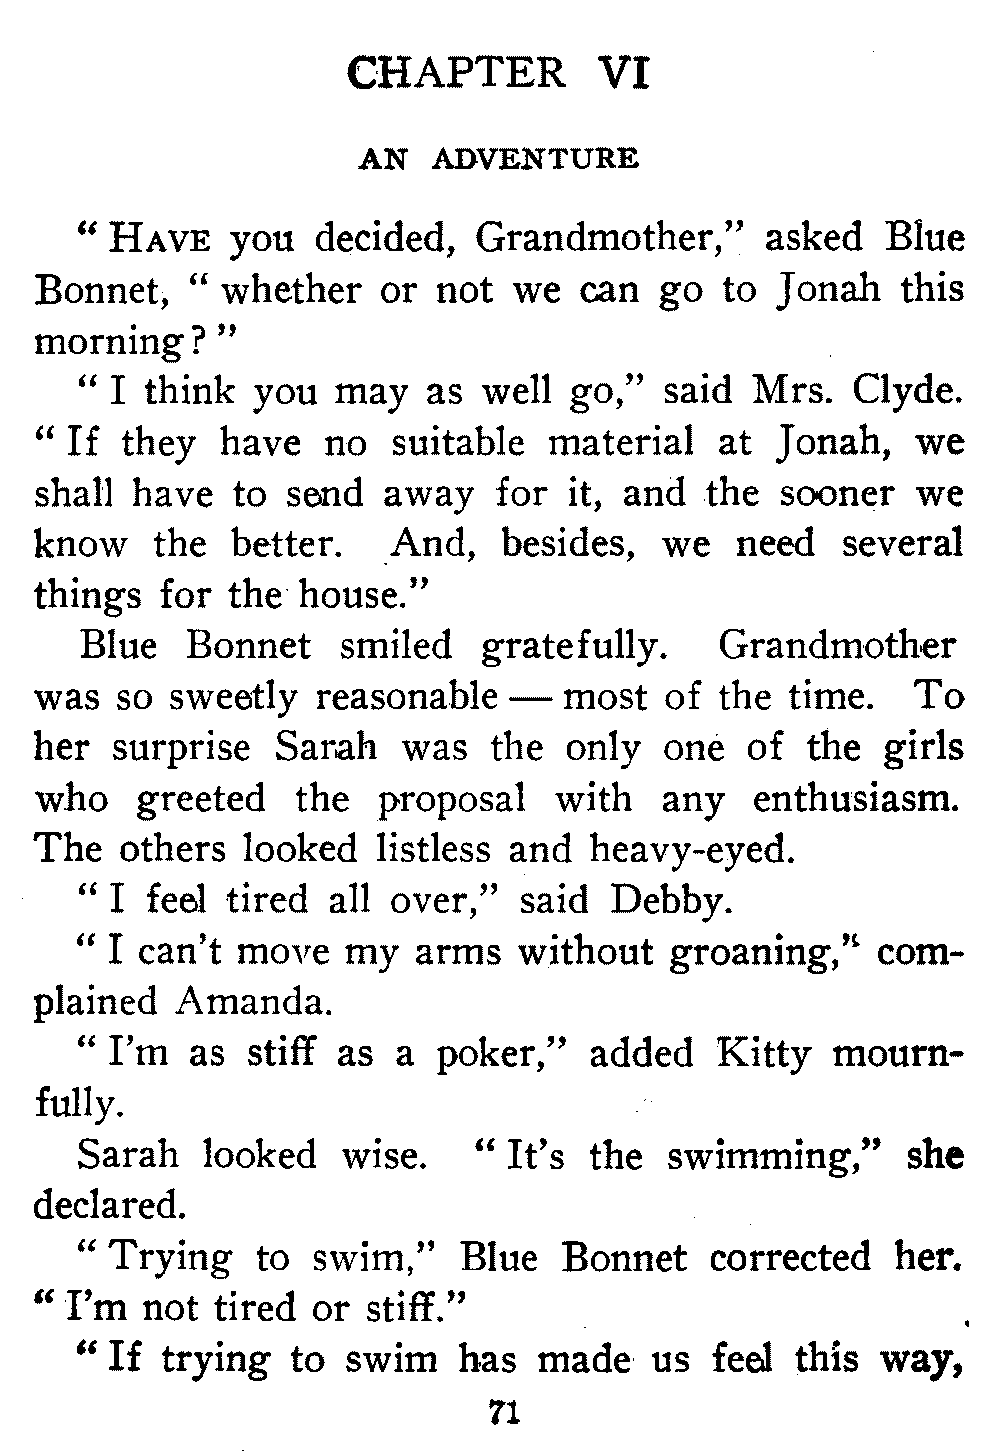 CHAPTER VI
AN ADVENTURE
" HAVE you decided, Grandmother," asked Blue
Bonnet, " whether or not we can go to Jonah this
morning? "
" I think you may as well go," said Mrs. Clyde.
" If they have no suitable material at Jonah, we
shall have to send away for it, and the sooner we
know the better. And, besides, we need several
things for the house."
Blue Bonnet smiled gratefully. Grandmother
was so sweetly reasonable — most of the time. To
her surprise Sarah was the only one of the girls
who greeted the proposal with any enthusiasm.
The others looked listless and heavy-eyed.
" I feel tired all over," said Debby.
" I can't move my arms without groaning," com-
plained Amanda.
" I'm as stiff as a poker," added Kitty mourn-
fully.
Sarah looked wise. " It's the swimming," she
declared.
" Trying to swim," Blue Bonnet corrected her.
" I'm not tired or stiff."
" If trying to swim has made us feel this way,
71